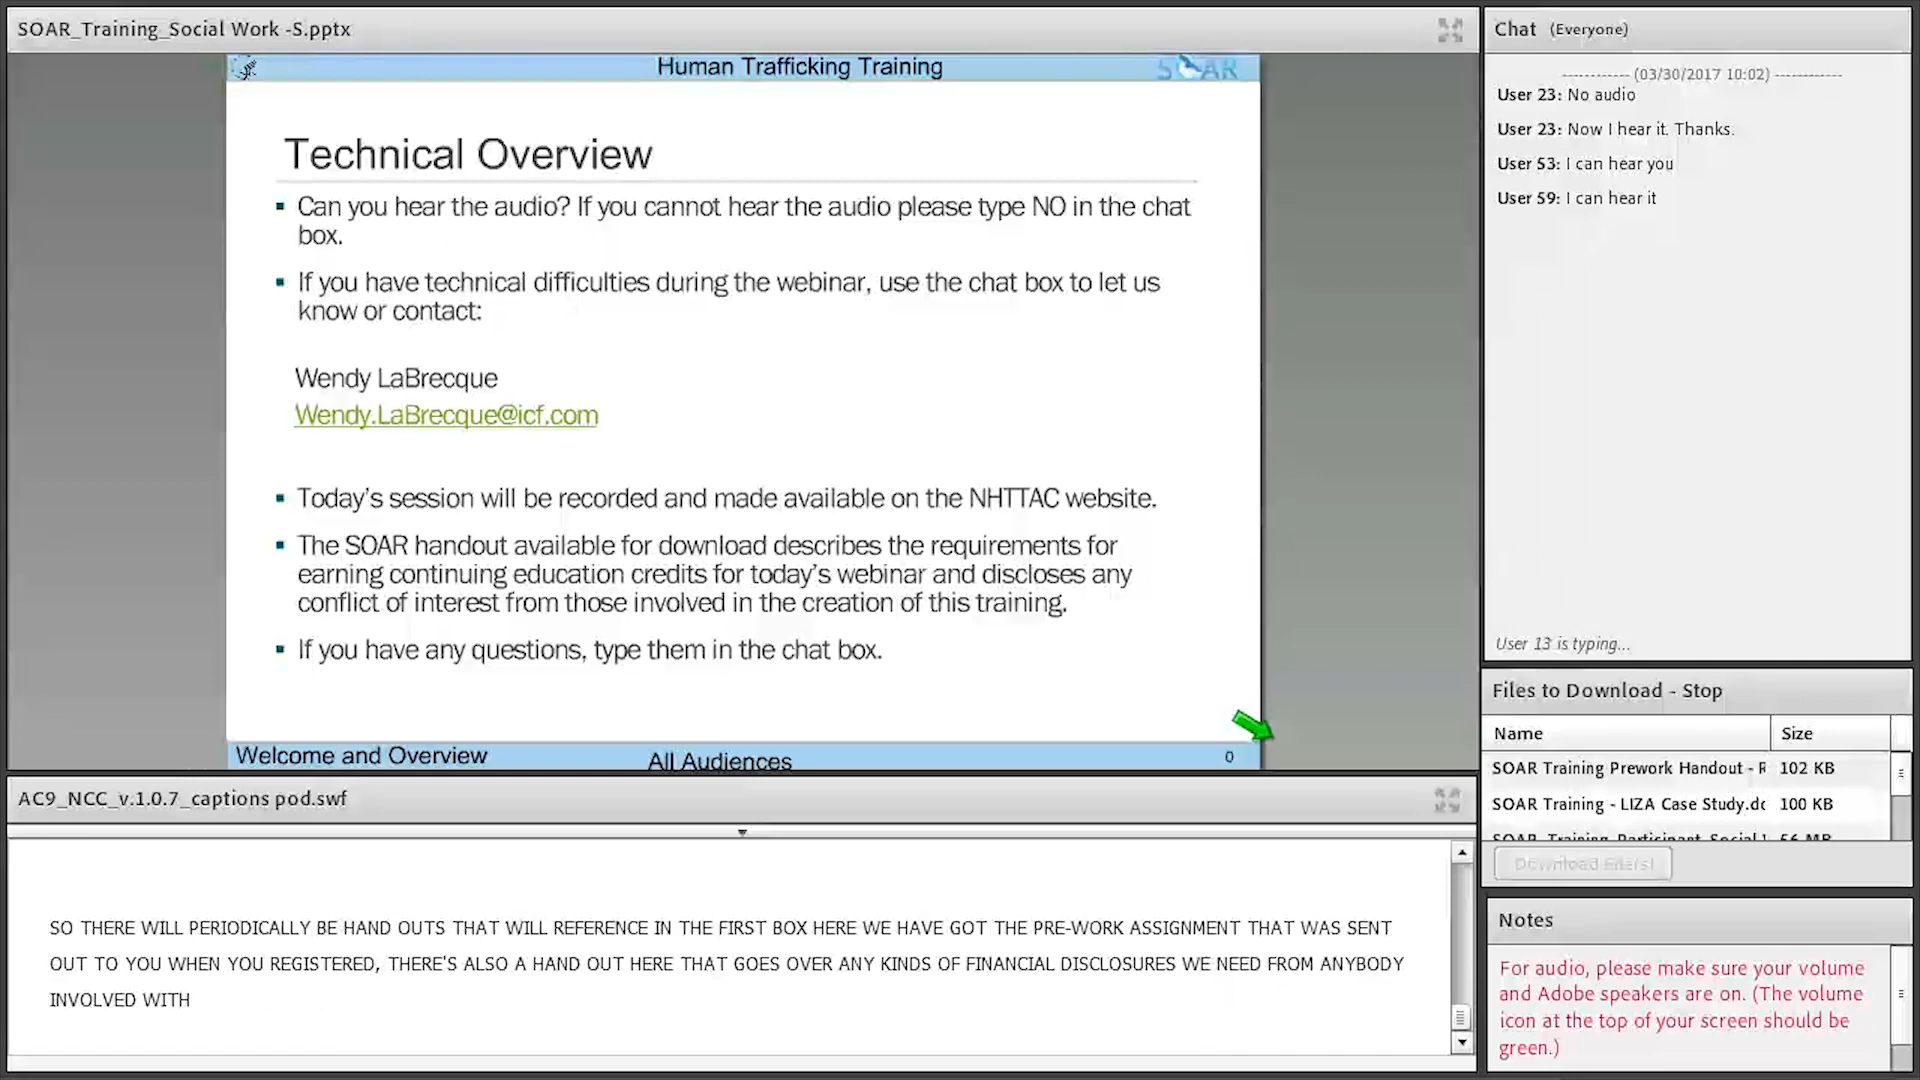 SOAR_Training_Social Work -S.pptx
Human Trafficking Training
SOAR
Technical Overview
▪ Can you hear the audio? If you cannot hear the audio please type NO in the chat
box.
▪ If you have technical difficulties during the webinar, use the chat box to let us
know or contact:
Wendy LaBrecque
Wendy.LaBrecque@icf.com
▪ Today's session will be recorded and made available on the NHTTAC website.
▪ The SOAR handout available for download describes the requirements for
earning continuing education credits for today's webinar and discloses any
conflict of interest from those involved in the creation of this training.
▪ If you have any questions, type them in the chat box.
Welcome and Overview
All Audiences
0
AC9_NCC_v.1.0.7_captions pod.swf
SO THERE WILL PERIODICALLY BE HAND OUTS THAT WILL REFERENCE IN THE FIRST BOX HERE WE HAVE GOT THE PRE-WORK ASSIGNMENT THAT WAS SENT
OUT TO YOU WHEN YOU REGISTERED, THERE'S ALSO A HAND OUT HERE THAT GOES OVER ANY KINDS OF FINANCIAL DISCLOSURES WE NEED FROM ANYBODY
INVOLVED WITH
Chat (Everyone)
------------ (03/30/2017 10:02) ------------
User 23: No audio
User 23: Now I hear it. Thanks.
User 53: I can hear you
User 59: I can hear it
User 13 is typing...
Files to Download - Stop
Name Size
SOAR Training Prework Handout - R 102 KB
SOAR Training - LIZA Case Study.dc 100 KB
SOAR_Training_Participant_Social 56 MB
Download File(s)
Notes
For audio, please make sure your volume
and Adobe speakers are on. (The volume
icon at the top of your screen should be
green.)